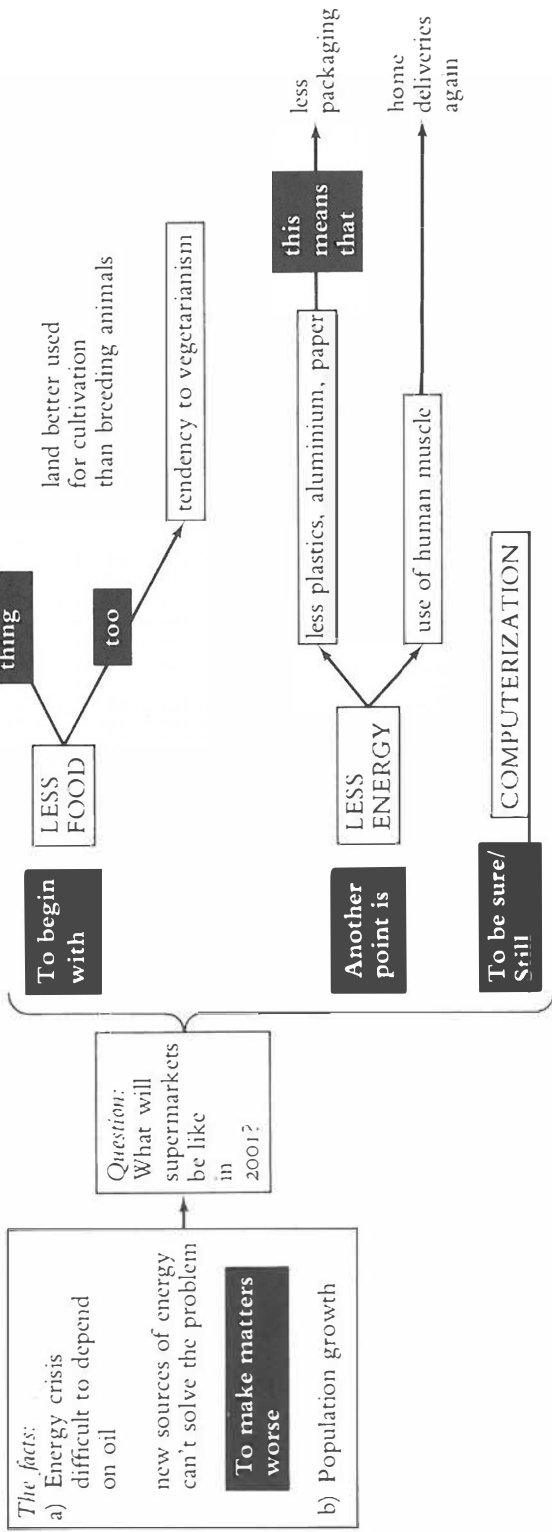 The facts:
a) Energy crisis
difficult to depend
on oil
new sources of energy
can't solve the problem
To make matters
worse
b) Population growth
Question:
What will
supermarkets
be like
in
2001?
To begin
with
LESS
FOOD
thing
too
land better used
for cultivation
than breeding animals
tendency to vegetarianism
Another
point is
LESS
ENERGY
less plastics, aluminium, paper
this
means
that
less
packaging
use of human muscle
home
deliveries
again
To be sure/
Still
COMPUTERIZATION